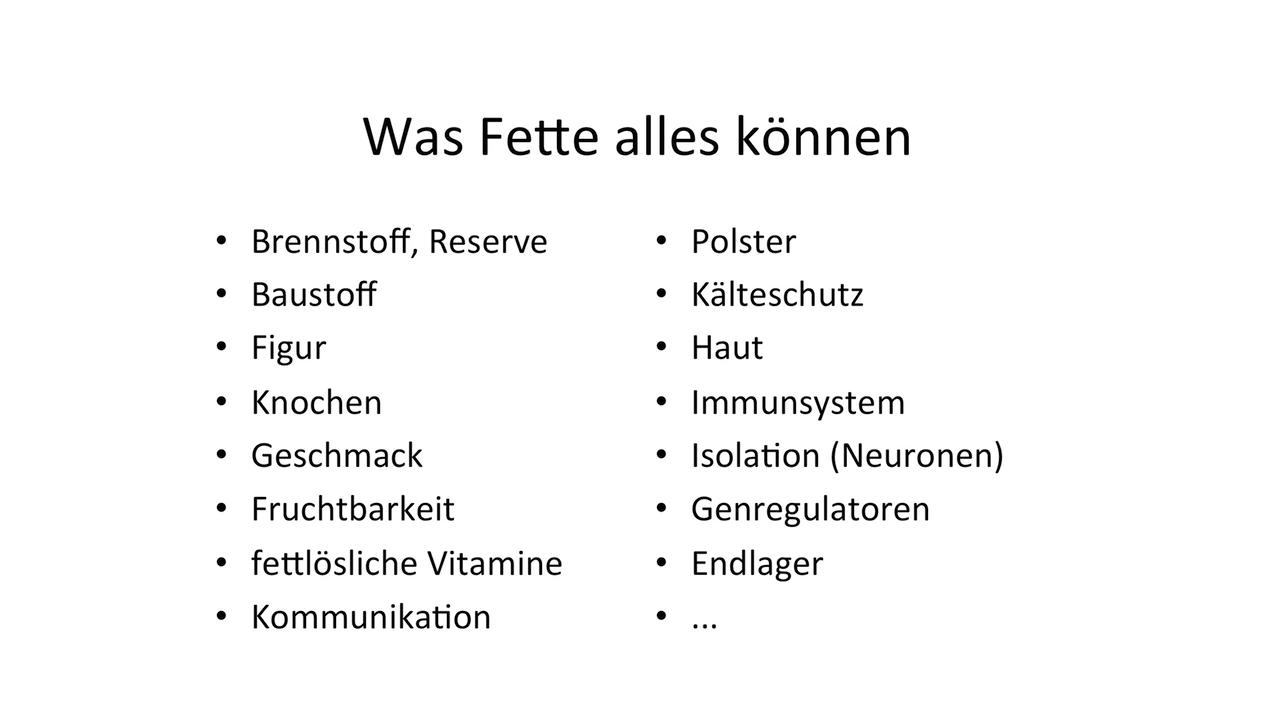 Was Fette alles können
• Brennstoff, Reserve
• Baustoff
• Figur
• Knochen
• Geschmack
• Fruchtbarkeit
• fettlösliche Vitamine
• Kommunikation
• Polster
• Kälteschutz
• Haut
• Immunsystem
• Isolation (Neuronen)
• Genregulatoren
• Endlager
• ...